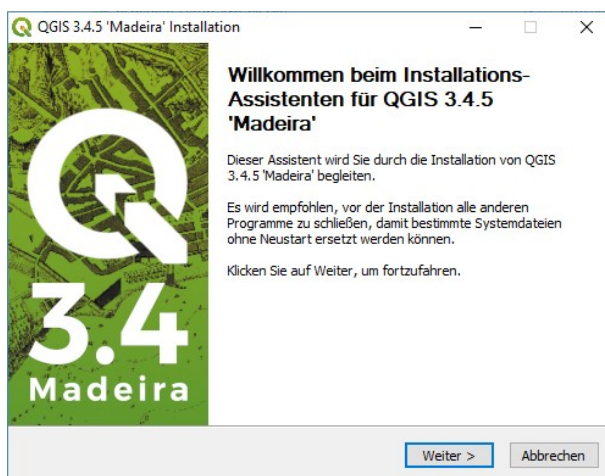 QGIS 3.4.5 'Madeira' Installation
Willkommen beim Installations-
Assistenten für QGIS 3.4.5
'Madeira'
Dieser Assistent wird Sie durch die Installation von QGIS
3.4.5 'Madeira' begleiten.
Es wird empfohlen, vor der Installation alle anderen
Programme zu schließen, damit bestimmte Systemdateien
ohne Neustart ersetzt werden können.
Klicken Sie auf Weiter, um fortzufahren.
3.4
Madeira
Weiter >
Abbrechen